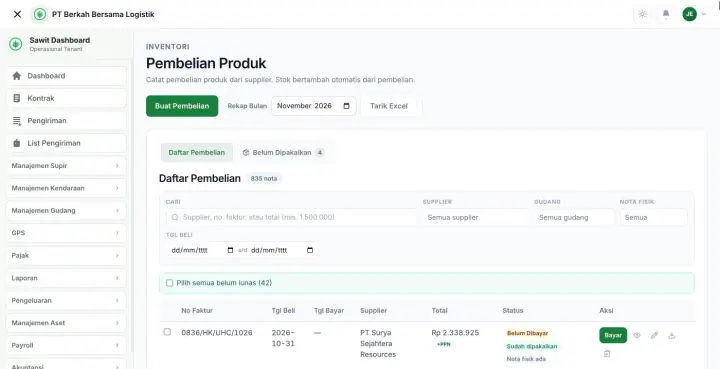 PT Berkah Bersama Logistik
JE
Sawit Dashboard
Operasional Tenant
Dashboard
Kontrak
Pengiriman
List Pengiriman
Manajemen Supir
Manajemen Kendaraan
Manajemen Gudang
GPS
Pajak
Laporan
Pengeluaran
Manajemen Aset
Payroll
Akuntansi
INVENTORI
Pembelian Produk
Catat pembelian produk dari supplier. Stok bertambah otomatis dari pembelian.
Buat Pembelian
Rekap Bulan
November 2026
Tarik Excel
Daftar Pembelian
Belum Dipakaikan 4
Daftar Pembelian 835 nota
CARI SUPPLIER GUDANG NOTA FISIK
Supplier, no. faktur, atau total (mis. 1.500.000) Semua supplier Semua gudang Semua
TGL BELI
dd/mm/tttt s/d dd/mm/tttt
Pilih semua belum lunas (42)
No Faktur Tgl Beli Tgl Bayar Supplier Total Status Aksi
0836/HK/UHC/1026 2026-10-31 — PT Surya Sejahtera Resources Rp 2.338.925 +PPN
Belum Dibayar
Sudah dipakaikan
Nota fisik ada
Bayar